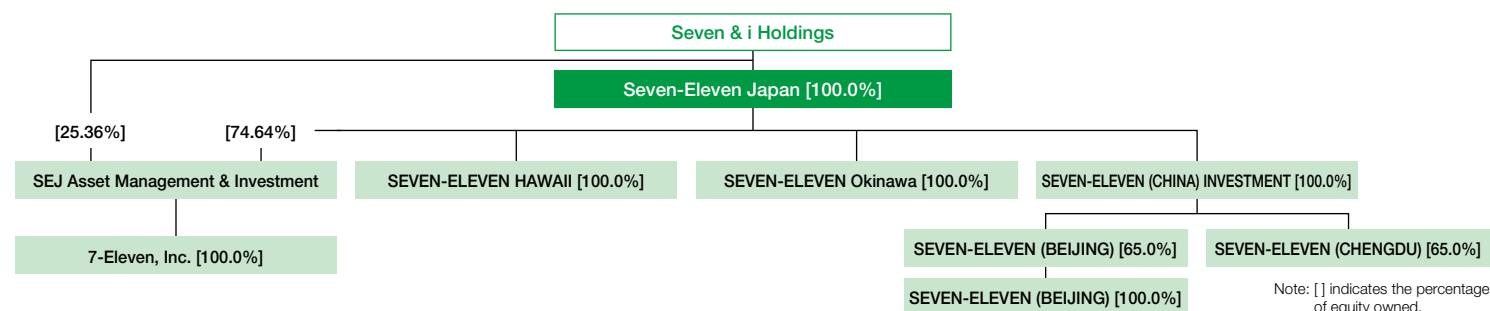 Seven & i Holdings
Seven-Eleven Japan [100.0%]
[25.36%]
[74.64%]
SEJ Asset Management & Investment
SEVEN-ELEVEN HAWAII [100.0%]
SEVEN-ELEVEN Okinawa [100.0%]
SEVEN-ELEVEN (CHINA) INVESTMENT [100.0%]
7-Eleven, Inc. [100.0%]
SEVEN-ELEVEN (BEIJING) [65.0%]
SEVEN-ELEVEN (CHENGDU) [65.0%]
SEVEN-ELEVEN (BEIJING) [100.0%]
Note: [ ] indicates the percentage
of equity owned.